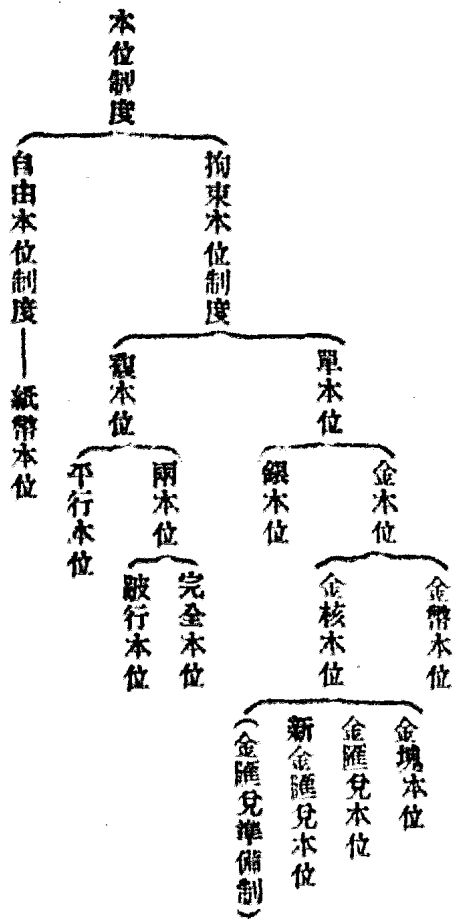 本位制度
拘束本位制度
單本位
金本位
金幣本位
金核本位
金塊本位
金匯兌本位
新金匯兌本位
(金匯兌準備制)
銀本位
複本位
兩本位
完全本位
跛行本位
平行本位
自由本位制度——紙幣本位